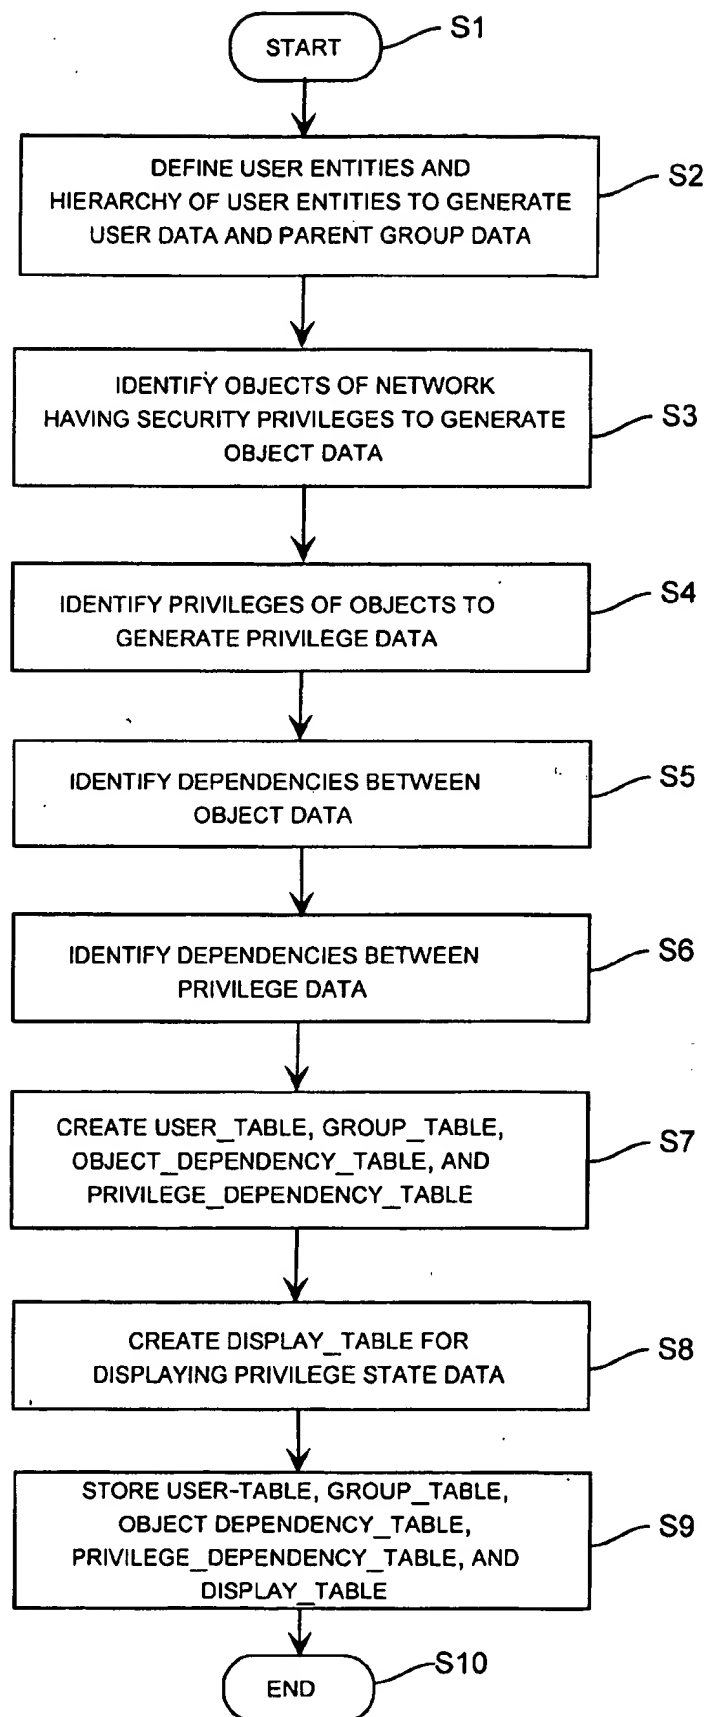 START
S1
DEFINE USER ENTITIES AND
HIERARCHY OF USER ENTITIES TO GENERATE
USER DATA AND PARENT GROUP DATA
S2
IDENTIFY OBJECTS OF NETWORK
HAVING SECURITY PRIVILEGES TO GENERATE
OBJECT DATA
S3
IDENTIFY PRIVILEGES OF OBJECTS TO
GENERATE PRIVILEGE DATA
S4
IDENTIFY DEPENDENCIES BETWEEN
OBJECT DATA
S5
IDENTIFY DEPENDENCIES BETWEEN
PRIVILEGE DATA
S6
CREATE USER_TABLE, GROUP_TABLE,
OBJECT_DEPENDENCY_TABLE, AND
PRIVILEGE_DEPENDENCY_TABLE
S7
CREATE DISPLAY_TABLE FOR
DISPLAYING PRIVILEGE STATE DATA
S8
STORE USER-TABLE, GROUP_TABLE,
OBJECT DEPENDENCY_TABLE,
PRIVILEGE_DEPENDENCY_TABLE, AND
DISPLAY_TABLE
S9
END
S10